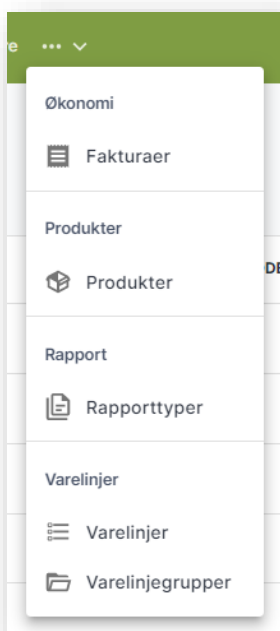 e ...
Økonomi
Fakturaer
Produkter
Produkter
Rapport
Rapporttyper
Varelinjer
Varelinjer
Varelinjegrupper